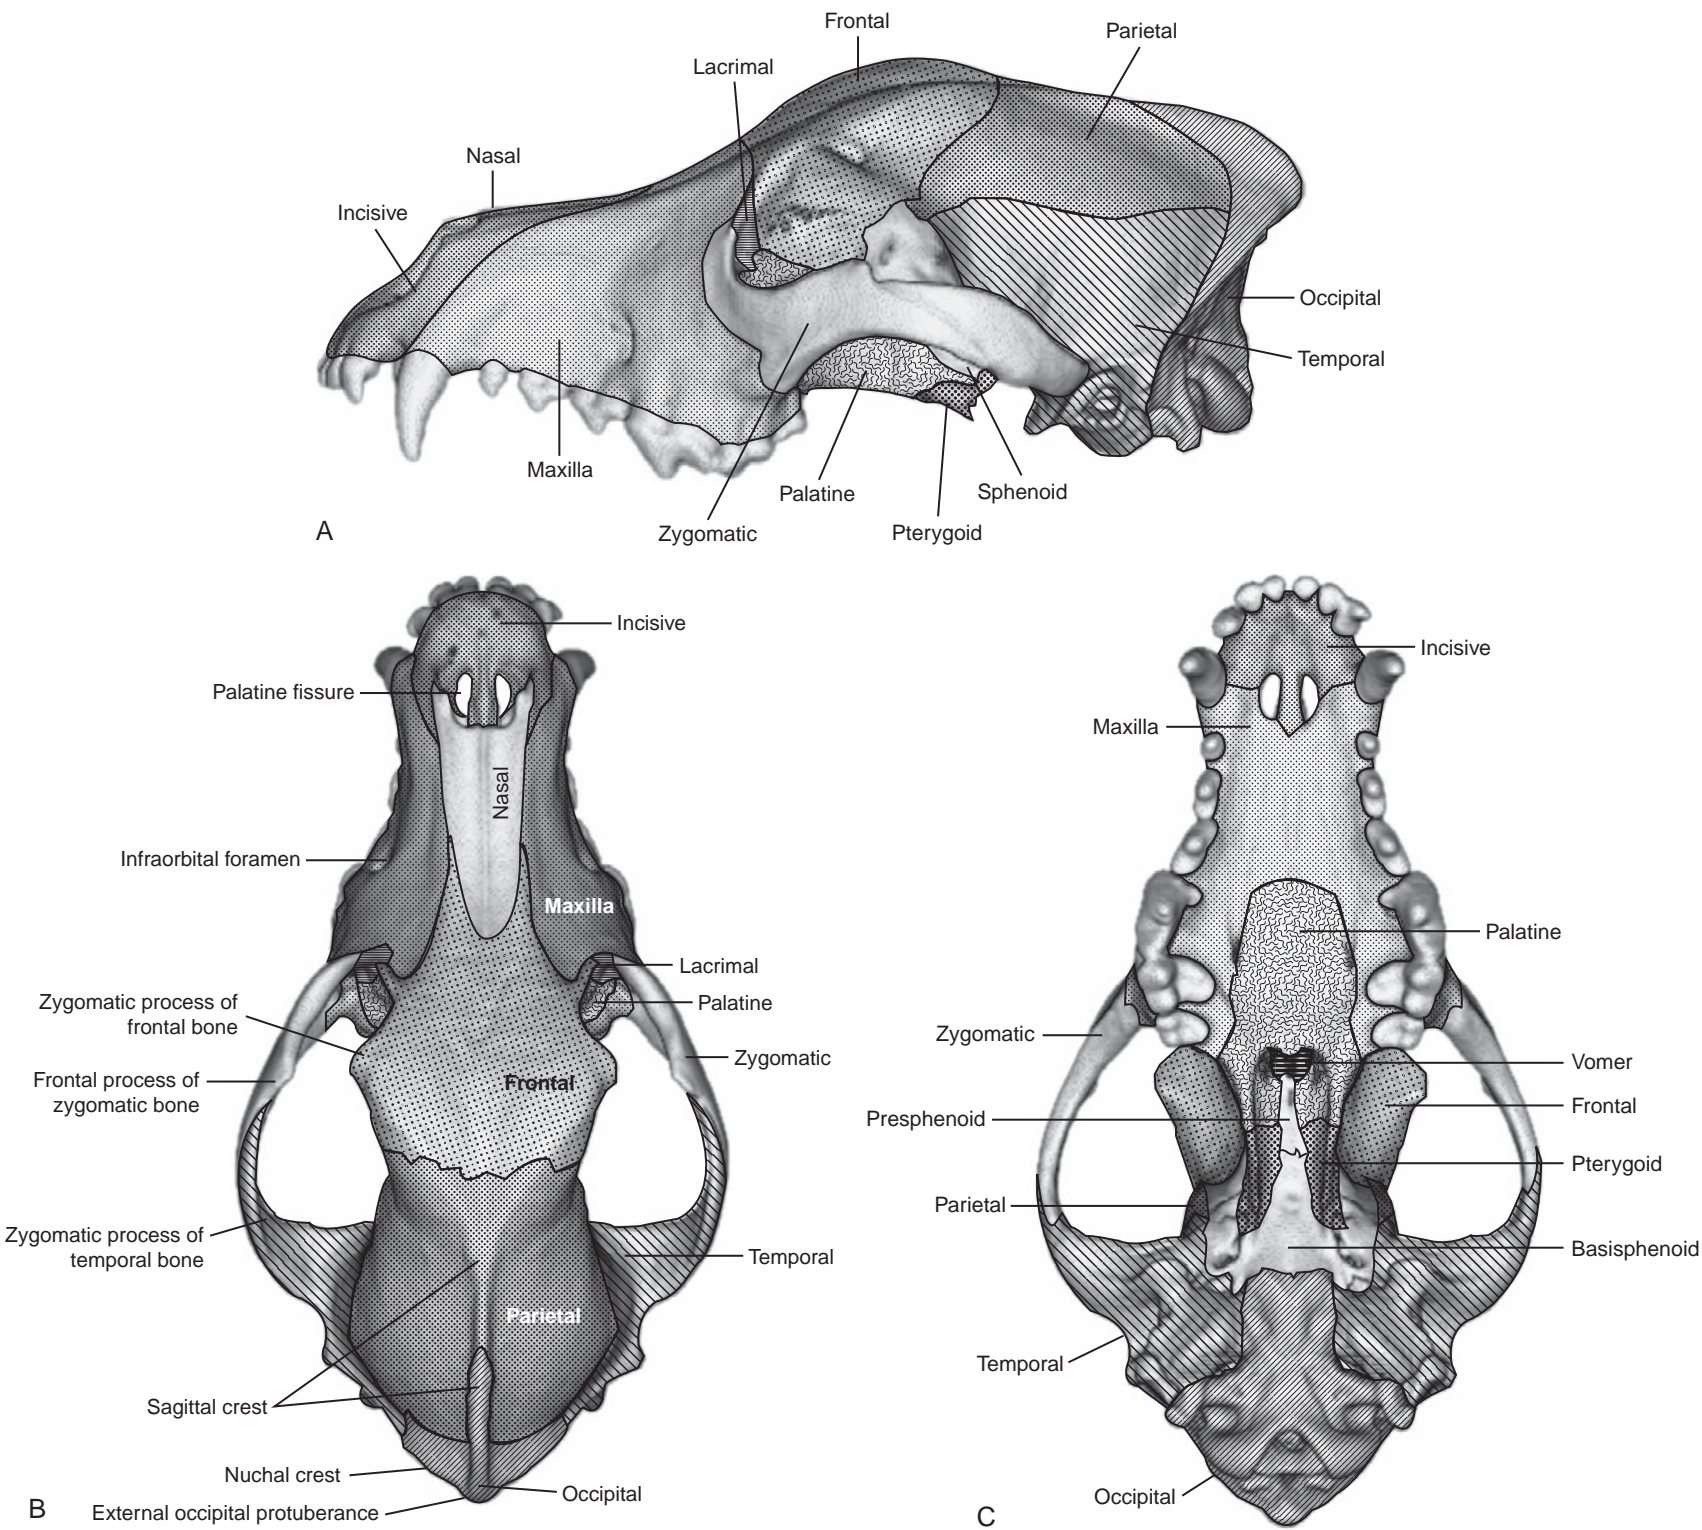 Frontal
Parietal
Lacrimal
Nasal
Incisive
Occipital
Temporal
Maxilla
Palatine
Sphenoid
Zygomatic
Pterygoid
A
Incisive
Palatine fissure
Nasal
Infraorbital foramen
Maxilla
Lacrimal
Palatine
Zygomatic process of
frontal bone
Zygomatic
Frontal process of
zygomatic bone
Frontal
Zygomatic process of
temporal bone
Temporal
Parietal
Sagittal crest
Nuchal crest
Occipital
External occipital protuberance
B
Incisive
Maxilla
Palatine
Zygomatic
Vomer
Presphenoid
Frontal
Pterygoid
Parietal
Basisphenoid
Temporal
Occipital
C